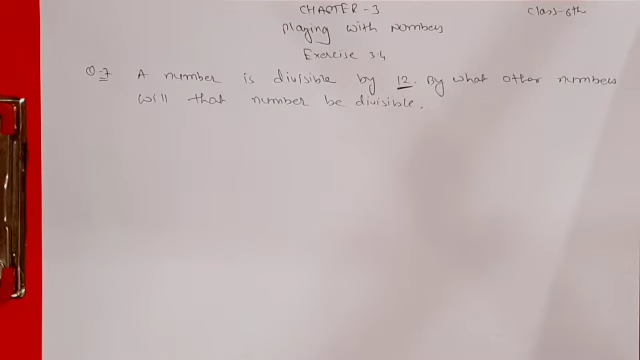 CHAPTER-3
Class-6th
Playing with Numbers
Exercise 3.4
Q-7 A number is divisible by 12. By what other numbers
will that number be divisible.